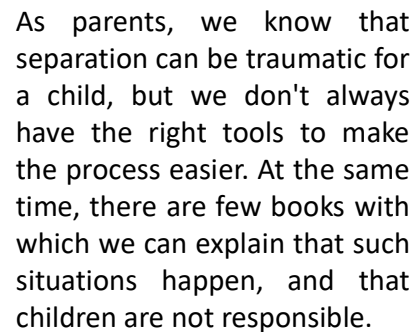 As parents, we know that
separation can be traumatic for
a child, but we don't always
have the right tools to make
the process easier. At the same
time, there are few books with
which we can explain that such
situations happen, and that
children are not responsible.